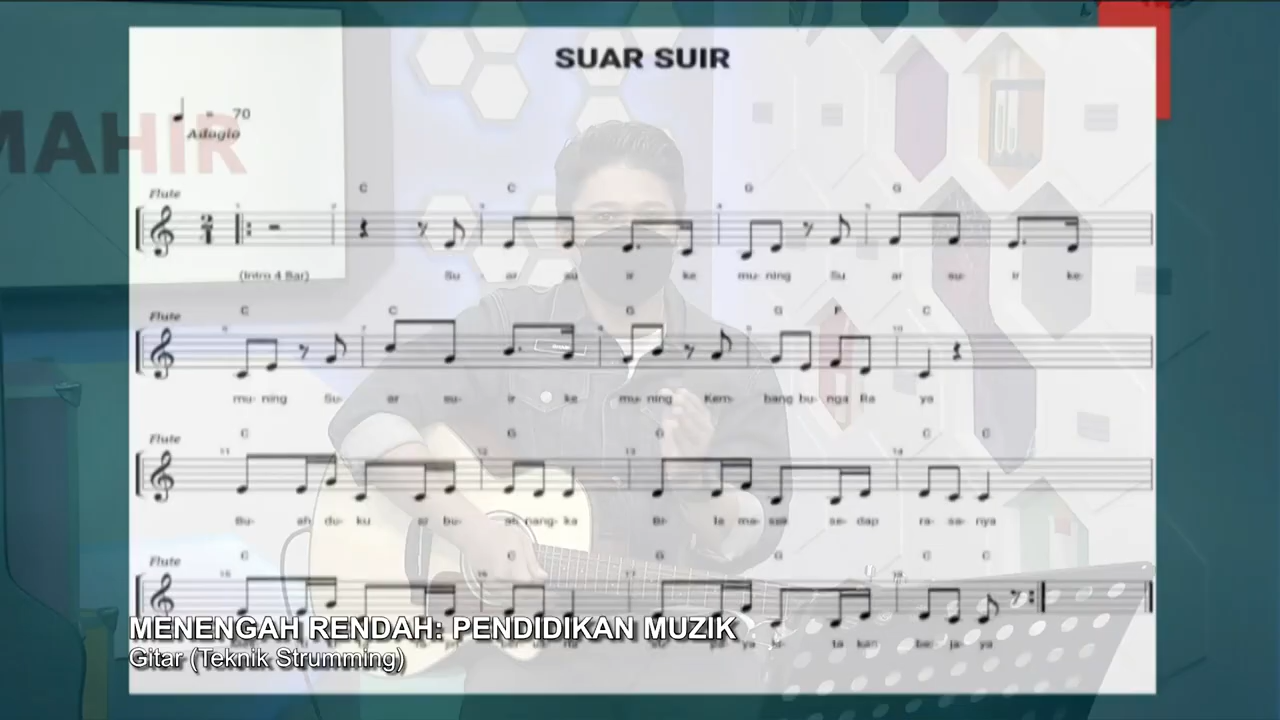 SUAR SUIR
= 70
Adagio
MAHIR
Flute C C G G
(Intro 4 Bar) Su - ar su ir ke mu- ning Su ar su- ir ke-
Flute C C G G F C
mu- ning Su- ar su- ir ke mu- ning Kem- bang bu- nga Ra ya
Flute C G G C C
Bu- ah du- ku si bu- ah nang- ka
Bi- la ma- sak se- dap ra- sa- nya
Flute C C G G C C
ta kan be- ja- ya
MENENGAH RENDAH: PENDIDIKAN MUZIK
Gitar (Teknik Strumming)